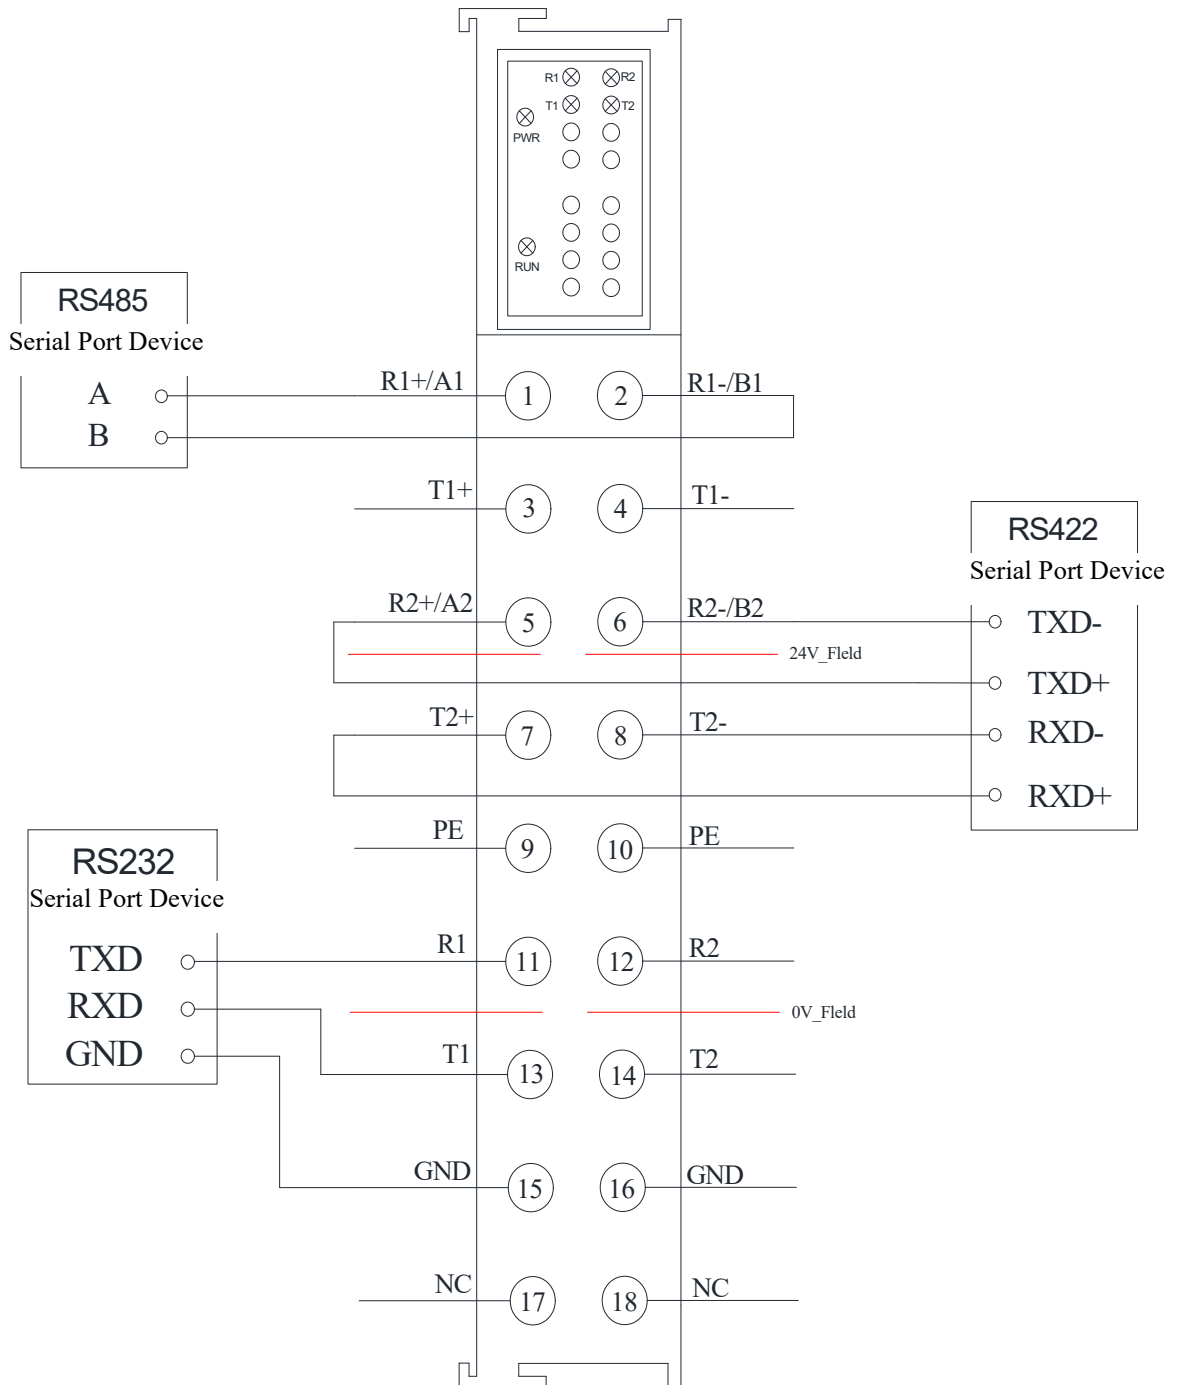 R1 R2
T1 T2
PWR
RUN
RS485
Serial Port Device
A
B
R1+/A1 1 2 R1-/B1
T1+ 3 4 T1-
R2+/A2 5 6 R2-/B2
24V_Fleld
T2+ 7 8 T2-
RS422
Serial Port Device
TXD-
TXD+
RXD-
RXD+
PE 9 10 PE
RS232
Serial Port Device
TXD
RXD
GND
R1 11 12 R2
0V_Fleld
T1 13 14 T2
GND 15 16 GND
NC 17 18 NC